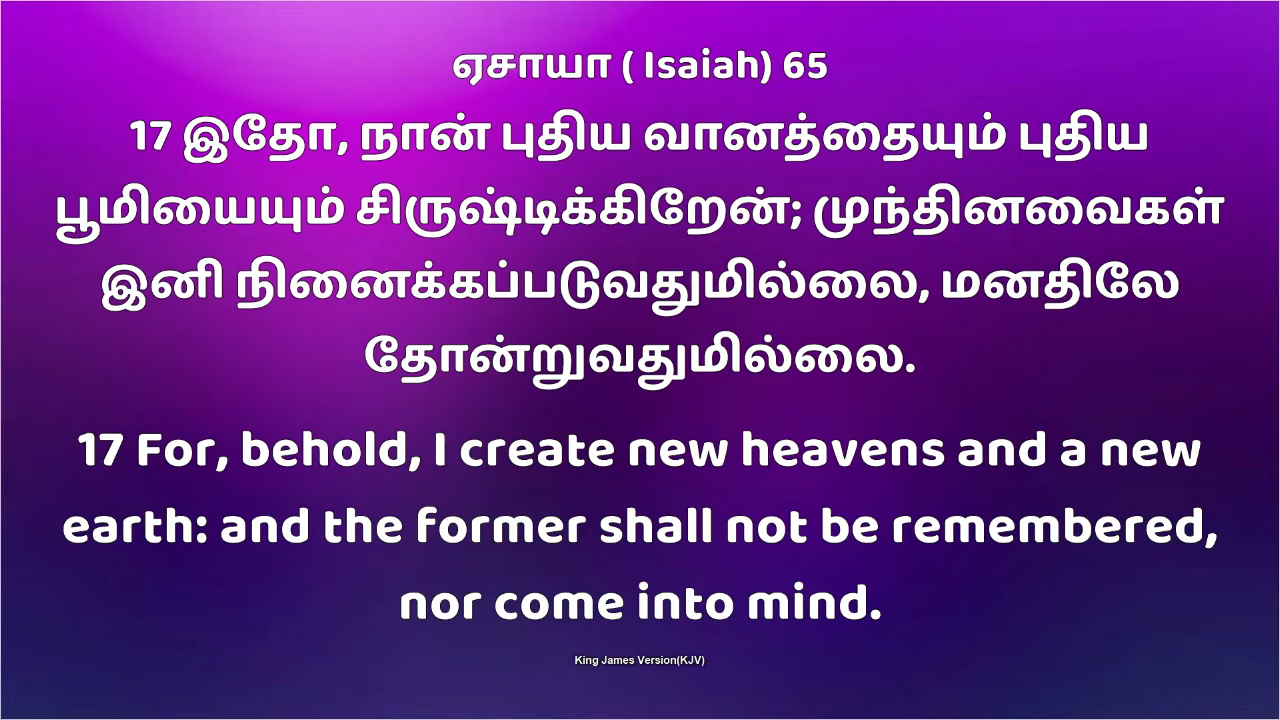 ஏசாயா ( Isaiah) 65
17 இதோ, நான் புதிய வானத்தையும் புதிய
பூமியையும் சிருஷ்டிக்கிறேன்; முந்தினவைகள்
இனி நினைக்கப்படுவதுமில்லை, மனதிலே
தோன்றுவதுமில்லை.
17 For, behold, I create new heavens and a new
earth: and the former shall not be remembered,
nor come into mind.
King James Version(KJV)